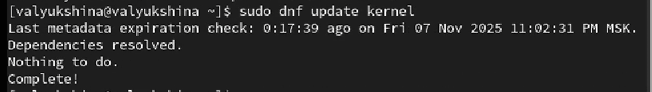 [valyukshina@valyukshina ~]$ sudo dnf update kernel
Last metadata expiration check: 0:17:39 ago on Fri 07 Nov 2025 11:02:31 PM MSK.
Dependencies resolved.
Nothing to do.
Complete!